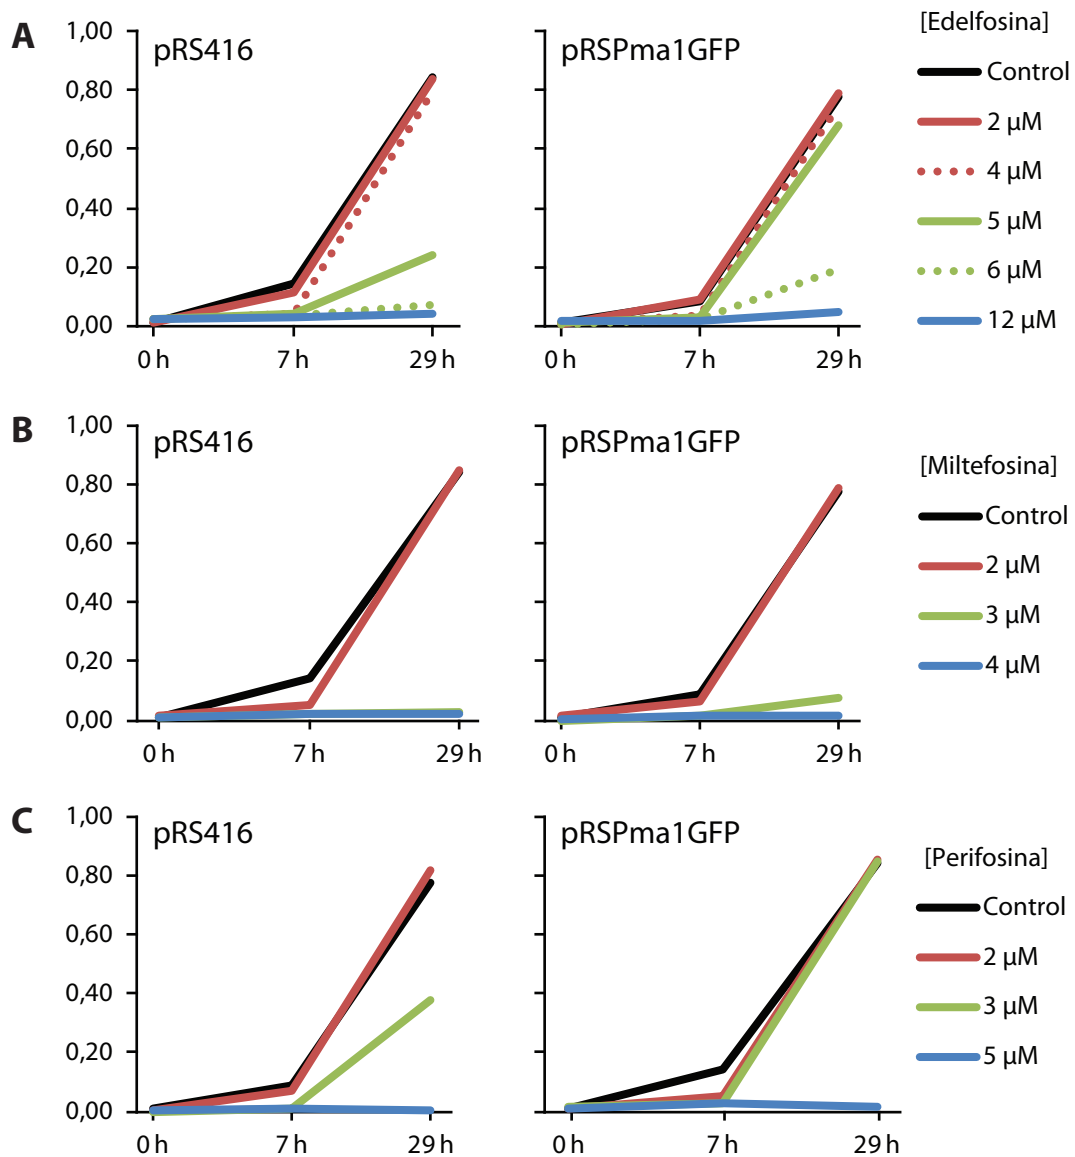 A
pRS416
pRSPma1GFP
[Edelfosina]
1,00
0,80
0,60
0,40
0,20
0,00
0 h
7 h
29 h
0 h
7 h
29 h
Control
2 µM
4 µM
5 µM
6 µM
12 µM
B
pRS416
pRSPma1GFP
[Miltefosina]
1,00
0,80
0,60
0,40
0,20
0,00
0 h
7 h
29 h
0 h
7 h
29 h
Control
2 µM
3 µM
4 µM
C
pRS416
pRSPma1GFP
[Perifosina]
1,00
0,80
0,60
0,40
0,20
0,00
0 h
7 h
29 h
0 h
7 h
29 h
Control
2 µM
3 µM
5 µM